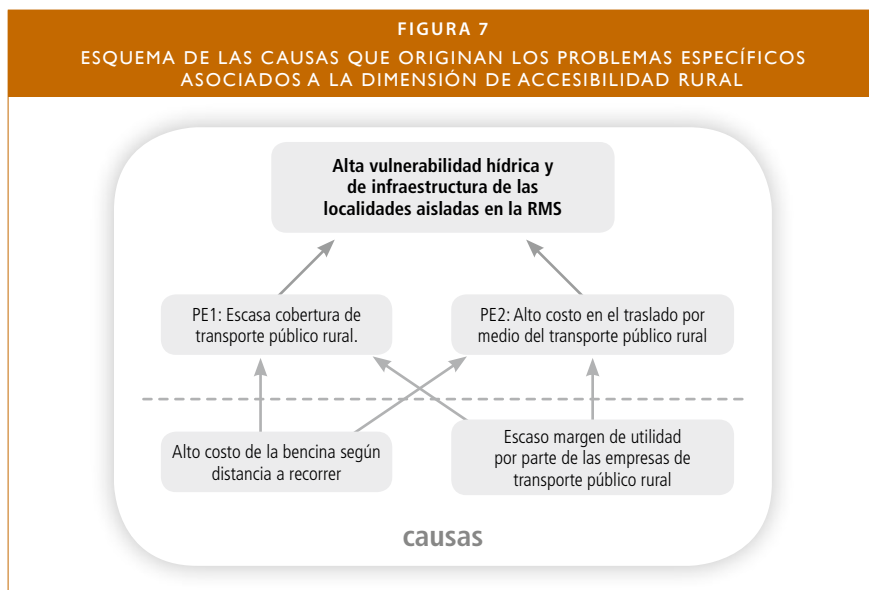 FIGURA 7
ESQUEMA DE LAS CAUSAS QUE ORIGINAN LOS PROBLEMAS ESPECÍFICOS
ASOCIADOS A LA DIMENSIÓN DE ACCESIBILIDAD RURAL
Alta vulnerabilidad hídrica y
de infraestructura de las
localidades aisladas en la RMS
PE1: Escasa cobertura de
transporte público rural.
PE2: Alto costo en el traslado por
medio del transporte público rural
Alto costo de la bencina según
distancia a recorrer
Escaso margen de utilidad
por parte de las empresas de
transporte público rural
causas